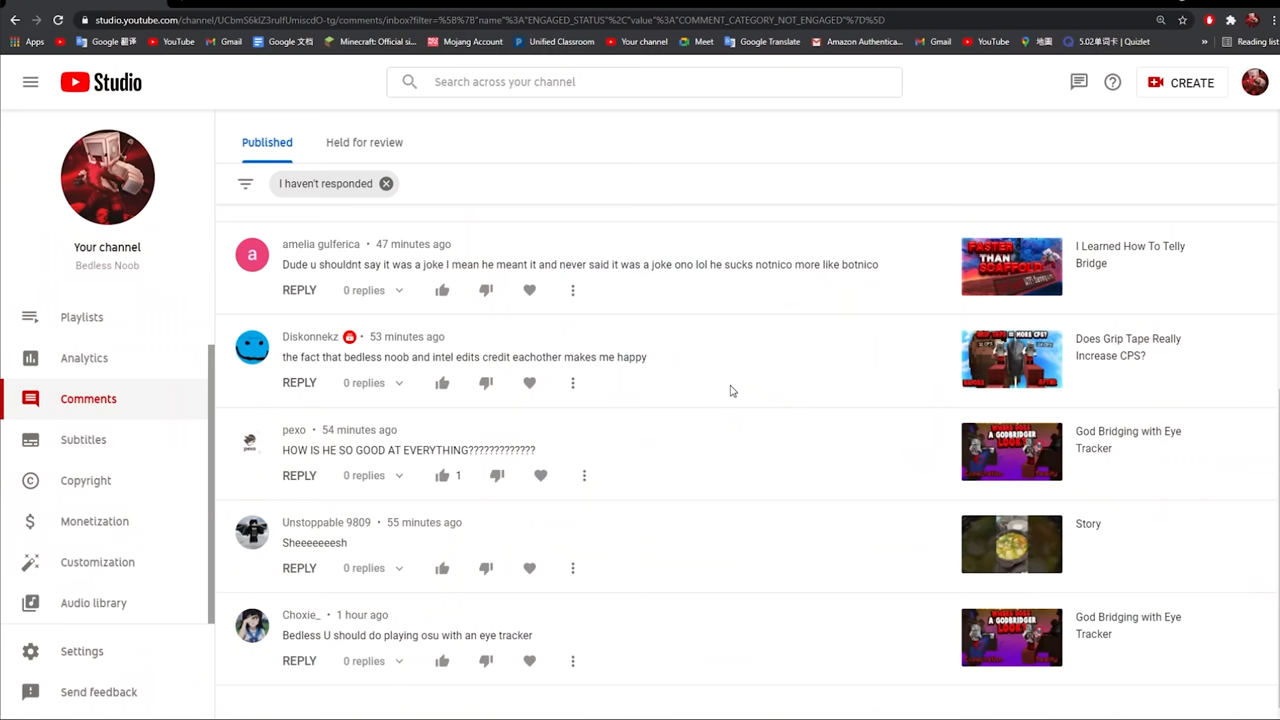 studio.youtube.com/channel/UCbmS6klZ3rulfUmiscdO-tg/comments/inbox?filter=%5B%7B"name"%3A"ENGAGED_STATUS"%2C"value"%3A"COMMENT_CATEGORY_NOT_ENGAGED"%7D%5D
Apps YouTube Google 翻译 YouTube Gmail Google 文档 Minecraft: Official si... Mojang Account Unified Classroom Your channel Meet Google Translate Amazon Authentica... Gmail YouTube 地圖 5.02单词卡 | Quizlet » Reading list
Studio
Search across your channel
CREATE
Your channel
Bedless Noob
Playlists
Analytics
Comments
Subtitles
Copyright
Monetization
Customization
Audio library
Settings
Send feedback
Published Held for review
I haven't responded
amelia gulferica • 47 minutes ago
Dude u shouldnt say it was a joke I mean he meant it and never said it was a joke ono lol he sucks notnico more like botnico
REPLY 0 replies
FASTER THAN SCAFFOLD
I Learned How To Telly
Bridge
Diskonnekz • 53 minutes ago
the fact that bedless noob and intel edits credit eachother makes me happy
REPLY 0 replies
Does Grip Tape Really
Increase CPS?
pexo • 54 minutes ago
HOW IS HE SO GOOD AT EVERYTHING?????????????
REPLY 0 replies 1
A GODBRIDGER
God Bridging with Eye
Tracker
Unstoppable 9809 • 55 minutes ago
Sheeeeeeesh
REPLY 0 replies
Story
Choxie_ • 1 hour ago
Bedless U should do playing osu with an eye tracker
REPLY 0 replies
A GODBRIDGER
God Bridging with Eye
Tracker